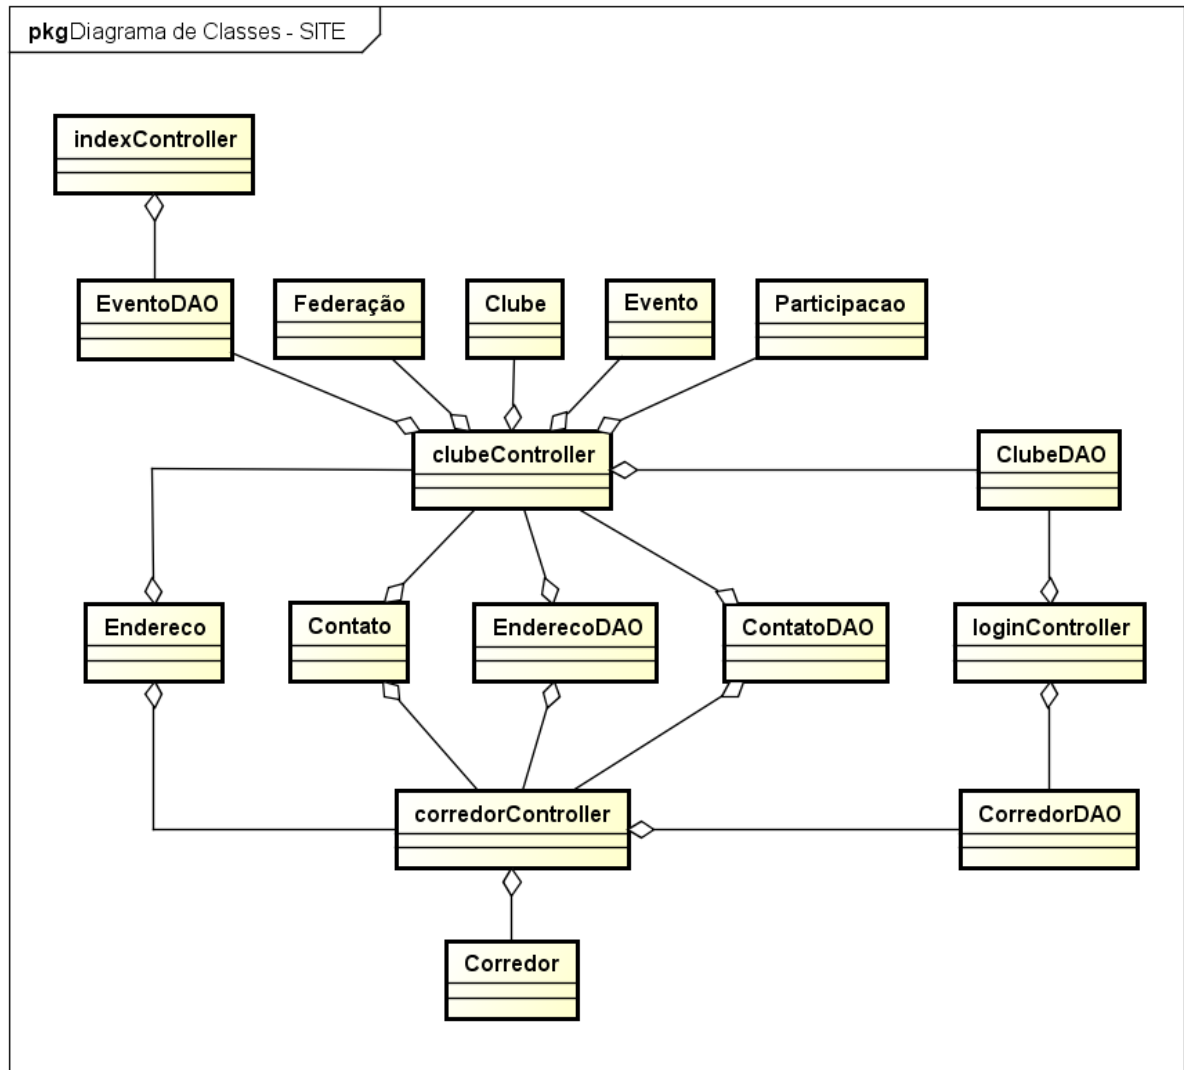 pkgDiagrama de Classes - SITE
indexController
EventoDAO
Federação
Clube
Evento
Participacao
clubeController
ClubeDAO
Endereco
Contato
EnderecoDAO
ContatoDAO
loginController
corredorController
CorredorDAO
Corredor